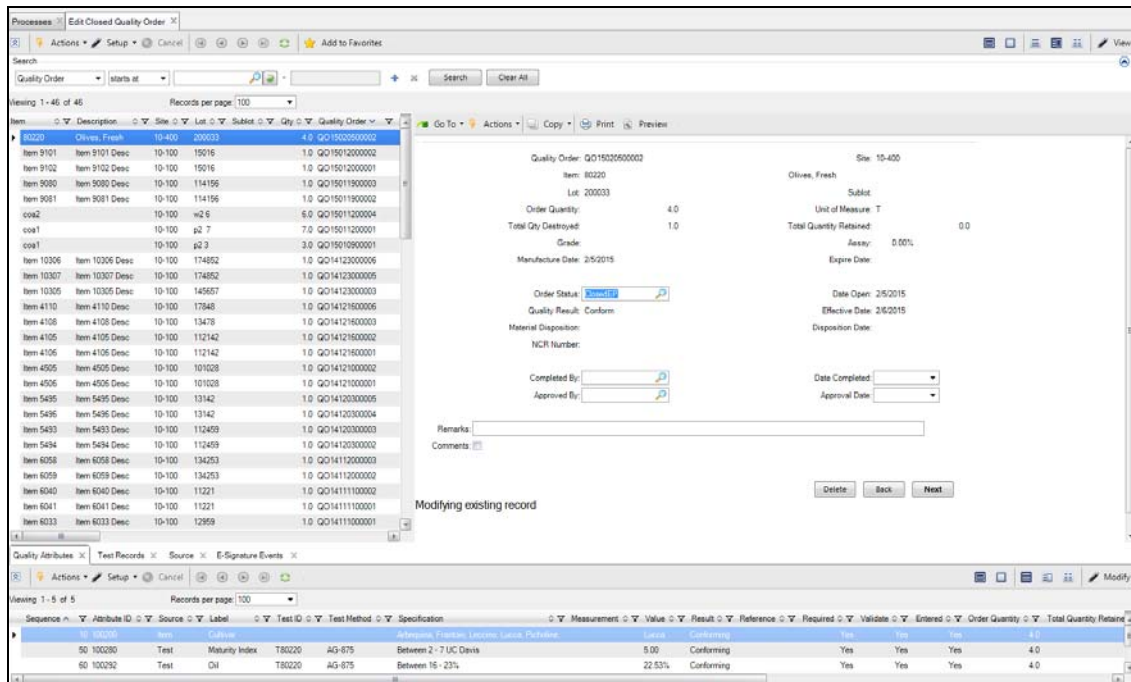 Processes Edit Closed Quality Order
Actions Setup Cancel Add to Favorites View
Search
Quality Order starts at - Search Clear All
Viewing 1 - 46 of 46 Records per page: 100
Item Description Site Lot Sublot Qty Quality Order
80220 Olives, Fresh 10-400 200033 4.0 QO15020500002
Item 9101 Item 9101 Desc 10-100 15016 1.0 QO15012000002
Item 9102 Item 9102 Desc 10-100 15016 1.0 QO15012000001
Item 9080 Item 9080 Desc 10-100 114156 1.0 QO15011900003
Item 9081 Item 9081 Desc 10-100 114156 1.0 QO15011900002
coa2 10-100 w2 6 6.0 QO15011200004
coa1 10-100 p2 7 7.0 QO15011200001
coa1 10-100 p2 3 3.0 QO15010900001
Item 10306 Item 10306 Desc 10-100 174852 1.0 QO14123000006
Item 10307 Item 10307 Desc 10-100 174852 1.0 QO14123000005
Item 10305 Item 10305 Desc 10-100 145657 1.0 QO14123000003
Item 4110 Item 4110 Desc 10-100 17848 1.0 QO14121600006
Item 4108 Item 4108 Desc 10-100 13478 1.0 QO14121600003
Item 4105 Item 4105 Desc 10-100 112142 1.0 QO14121600002
Item 4106 Item 4106 Desc 10-100 112142 1.0 QO14121600001
Item 4505 Item 4505 Desc 10-100 101028 1.0 QO14121000002
Item 4506 Item 4506 Desc 10-100 101028 1.0 QO14121000001
Item 5495 Item 5495 Desc 10-100 13142 1.0 QO14120300005
Item 5496 Item 5496 Desc 10-100 13142 1.0 QO14120300004
Item 5493 Item 5493 Desc 10-100 112459 1.0 QO14120300003
Item 5494 Item 5494 Desc 10-100 112459 1.0 QO14120300002
Item 6058 Item 6058 Desc 10-100 134253 1.0 QO14112000003
Item 6059 Item 6059 Desc 10-100 134253 1.0 QO14112000002
Item 6040 Item 6040 Desc 10-100 11221 1.0 QO14111100002
Item 6041 Item 6041 Desc 10-100 11221 1.0 QO14111100001
Item 6033 Item 6033 Desc 10-100 12959 1.0 QO14111000001
Go To Actions Copy Print Preview
Quality Order: QO15020500002 Site: 10-400
Item: 80220 Olives, Fresh
Lot: 200033 Sublot:
Order Quantity: 4.0 Unit of Measure: T
Total Qty Destroyed: 1.0 Total Quantity Retained: 0.0
Grade: Assay: 0.00%
Manufacture Date: 2/5/2015 Expire Date:
Order Status: ClosedEP Date Open: 2/5/2015
Quality Result: Conform Effective Date: 2/6/2015
Material Disposition: Disposition Date:
NCR Number:
Completed By: Date Completed:
Approved By: Approval Date:
Remarks:
Comments:
Delete Back Next
Modifying existing record
Quality Attributes Test Records Source E-Signature Events
Actions Setup Cancel Modify
Viewing 1 - 5 of 5 Records per page: 100
Sequence Attribute ID Source Label Test ID Test Method Specification Measurement Value Result Reference Required Validate Entered Order Quantity Total Quantity Retaine
10 100200 Item Cultivar Arbequina, Frantoio, Leccino, Lucca, Picholine, Lucca Conforming Yes Yes Yes 4.0
50 100280 Test Maturity Index T80220 AG-875 Between 2 - 7 UC Davis 5.00 Conforming Yes Yes Yes 4.0
60 100292 Test Oil T80220 AG-875 Between 16 - 23% 22.53% Conforming Yes Yes Yes 4.0